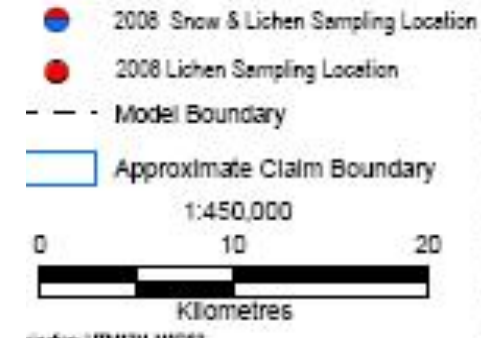 2008 Snow & Lichen Sampling Location
2008 Lichen Sampling Location
Model Boundary
Approximate Claim Boundary
1:450,000
0 10 20
Kilometres